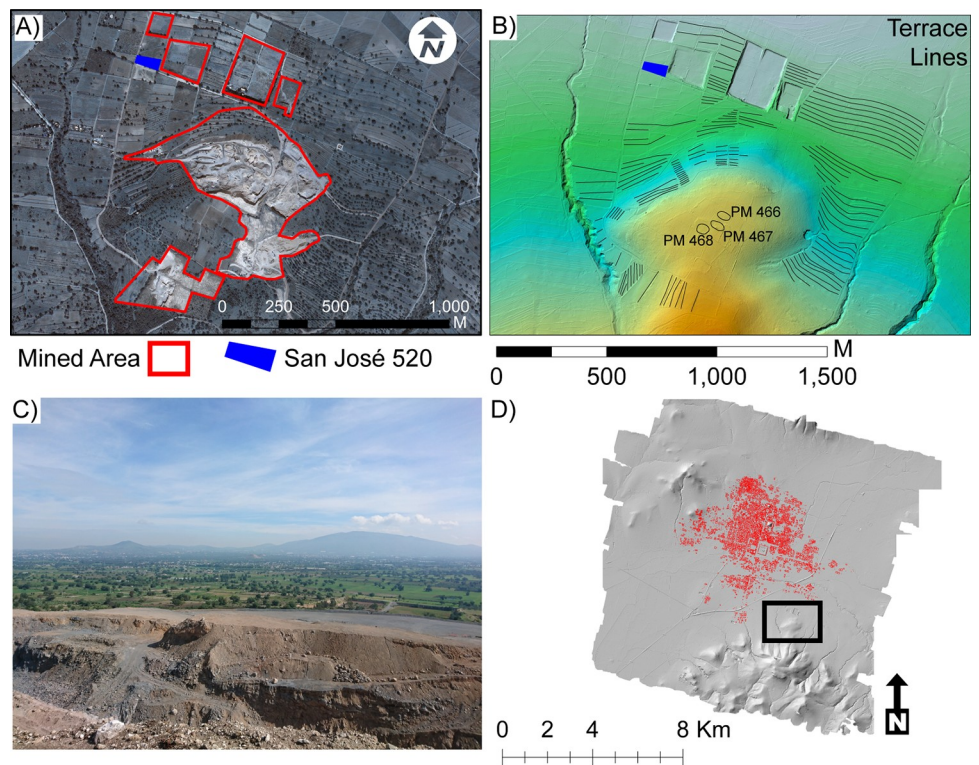 A)
N
0 250 500 1,000
M
Mined Area
San José 520
B)
Terrace
Lines
PM 466
PM 467
PM 468
M
0 500 1,000 1,500
C)
D)
0 2 4 8 Km
N